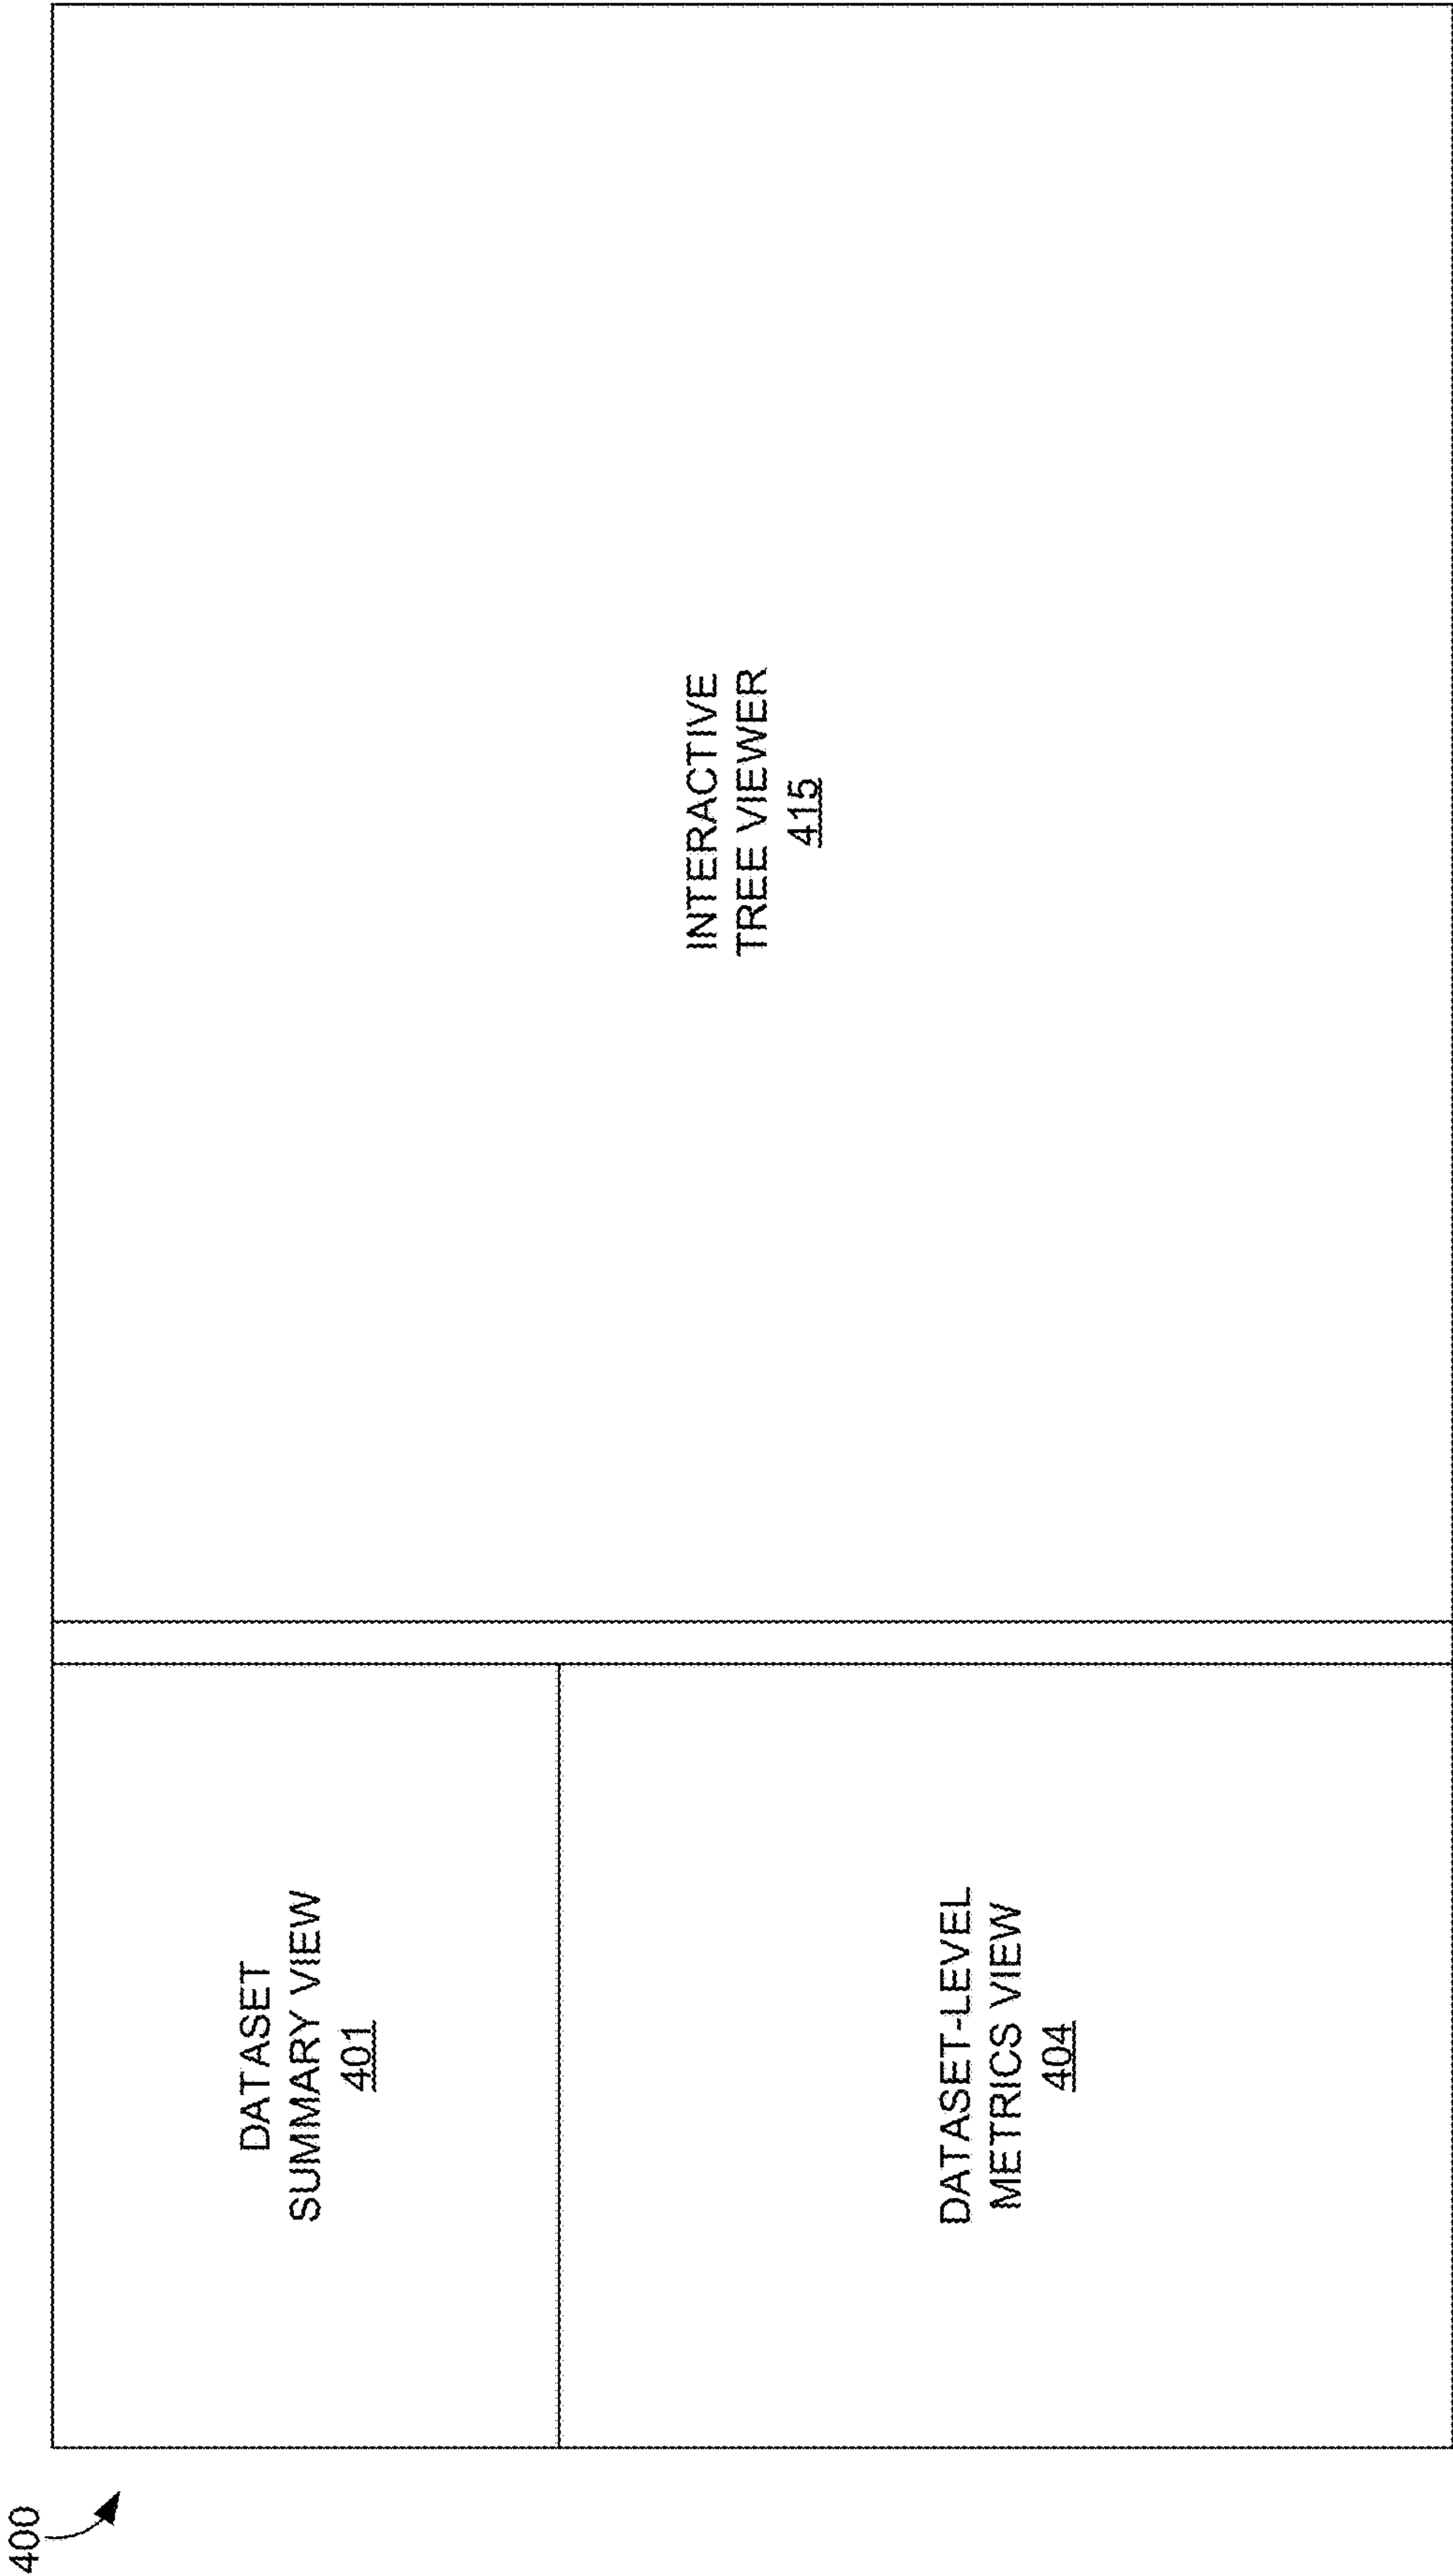 400
DATASET
SUMMARY VIEW
401
DATASET-LEVEL
METRICS VIEW
404
INTERACTIVE
TREE VIEWER
415